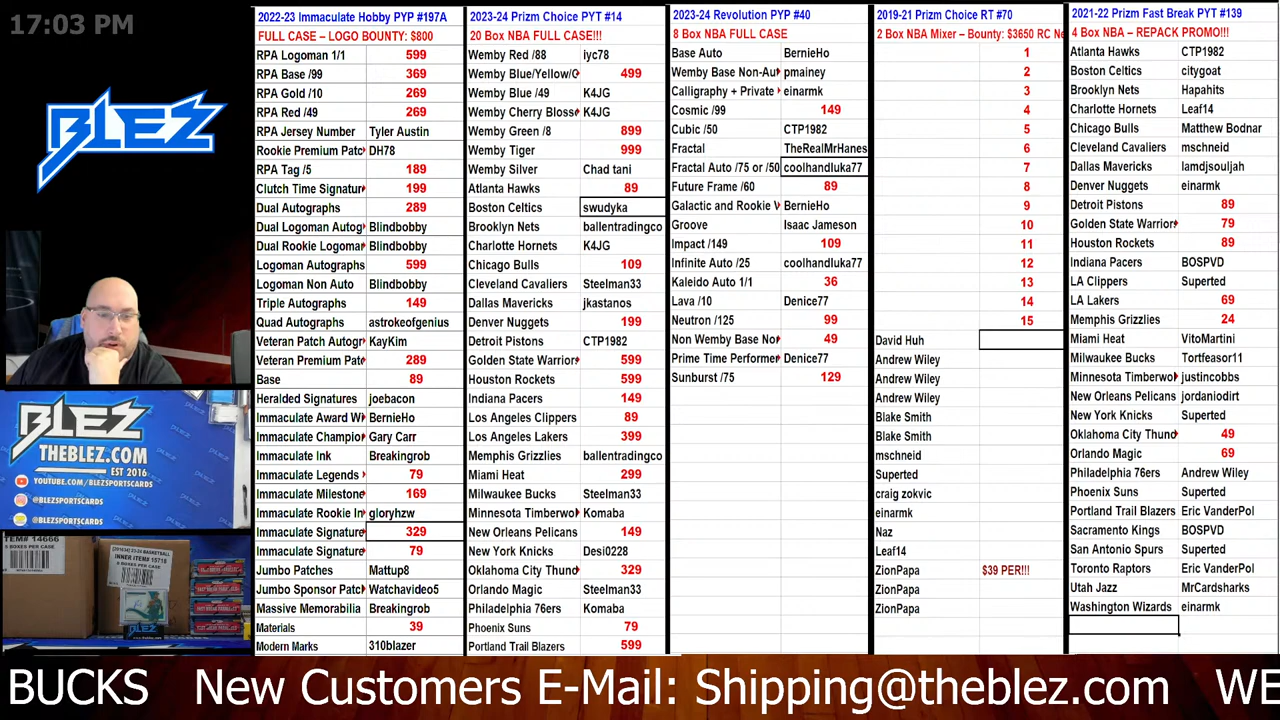 17:03 PM
BLEZ
BLEZ
THEBLEZ.COM
EST 2016
YOUTUBE.COM/BLEZSPORTSCARDS
@BLEZSPORTSCARDS
@BLEZSPORTSCARDS
ITEM# 14666
INNER ITEM# 15718
2022-23 Immaculate Hobby PYP #197A
FULL CASE – LOGO BOUNTY: $800
RPA Logoman 1/1 599
RPA Base /99 369
RPA Gold /10 269
RPA Red /49 269
RPA Jersey Number Tyler Austin
Rookie Premium Patc DH78
RPA Tag /5 189
Clutch Time Signatur 199
Dual Autographs 289
Dual Logoman Autog Blindbobby
Dual Rookie Logomar Blindbobby
Logoman Autographs 599
Logoman Non Auto Blindbobby
Triple Autographs 149
Quad Autographs astrokeofgenius
Veteran Patch Autogr KayKim
Veteran Premium Pat 289
Base 89
Heralded Signatures joebacon
Immaculate Award Wi BernieHo
Immaculate Champio Gary Carr
Immaculate Ink Breakingrob
Immaculate Legends 79
Immaculate Milestone 169
Immaculate Rookie In gloryhzw
Immaculate Signature 329
Immaculate Signature 79
Jumbo Patches Mattup8
Jumbo Sponsor Patch Watchavideo5
Massive Memorabilia Breakingrob
Materials 39
Modern Marks 310blazer
2023-24 Prizm Choice PYT #14
20 Box NBA FULL CASE!!!
Wemby Red /88 iyc78
Wemby Blue/Yellow/G 499
Wemby Blue /49 K4JG
Wemby Cherry Blosso K4JG
Wemby Green /8 899
Wemby Tiger 999
Wemby Silver Chad tani
Atlanta Hawks 89
Boston Celtics swudyka
Brooklyn Nets ballentradingco
Charlotte Hornets K4JG
Chicago Bulls 109
Cleveland Cavaliers Steelman33
Dallas Mavericks jkastanos
Denver Nuggets 199
Detroit Pistons CTP1982
Golden State Warrior 599
Houston Rockets 599
Indiana Pacers 149
Los Angeles Clippers 89
Los Angeles Lakers 399
Memphis Grizzlies ballentradingco
Miami Heat 299
Milwaukee Bucks Steelman33
Minnesota Timberwo Komaba
New Orleans Pelicans 149
New York Knicks Desi0228
Oklahoma City Thund 329
Orlando Magic Steelman33
Philadelphia 76ers Komaba
Phoenix Suns 79
Portland Trail Blazers 599
2023-24 Revolution PYP #40
8 Box NBA FULL CASE
Base Auto BernieHo
Wemby Base Non-Au pmainey
Calligraphy + Private einarmk
Cosmic /99 149
Cubic /50 CTP1982
Fractal TheRealMrHanes
Fractal Auto /75 or /50 coolhandluka77
Future Frame /60 89
Galactic and Rookie V BernieHo
Groove Isaac Jameson
Impact /149 109
Infinite Auto /25 coolhandluka77
Kaleido Auto 1/1 36
Lava /10 Denice77
Neutron /125 99
Non Wemby Base No 49
Prime Time Performer Denice77
Sunburst /75 129
2019-21 Prizm Choice RT #70
2 Box NBA Mixer – Bounty: $3650 RC Ne
1
2
3
4
5
6
7
8
9
10
11
12
13
14
15
David Huh
Andrew Wiley
Andrew Wiley
Andrew Wiley
Blake Smith
Blake Smith
mschneid
Superted
craig zokvic
einarmk
Naz
Leaf14
ZionPapa $39 PER!!!
ZionPapa
ZionPapa
2021-22 Prizm Fast Break PYT #139
4 Box NBA – REPACK PROMO!!!
Atlanta Hawks CTP1982
Boston Celtics citygoat
Brooklyn Nets Hapahits
Charlotte Hornets Leaf14
Chicago Bulls Matthew Bodnar
Cleveland Cavaliers mschneid
Dallas Mavericks Iamdjsouljah
Denver Nuggets einarmk
Detroit Pistons 89
Golden State Warrior 79
Houston Rockets 89
Indiana Pacers BOSPVD
LA Clippers Superted
LA Lakers 69
Memphis Grizzlies 24
Miami Heat VitoMartini
Milwaukee Bucks Tortfeasor11
Minnesota Timberwol justincobbs
New Orleans Pelicans jordaniodirt
New York Knicks Superted
Oklahoma City Thund 49
Orlando Magic 69
Philadelphia 76ers Andrew Wiley
Phoenix Suns Superted
Portland Trail Blazers Eric VanderPol
Sacramento Kings BOSPVD
San Antonio Spurs Superted
Toronto Raptors Eric VanderPol
Utah Jazz MrCardsharks
Washington Wizards einarmk
BUCKS New Customers E-Mail: Shipping@theblez.com WE